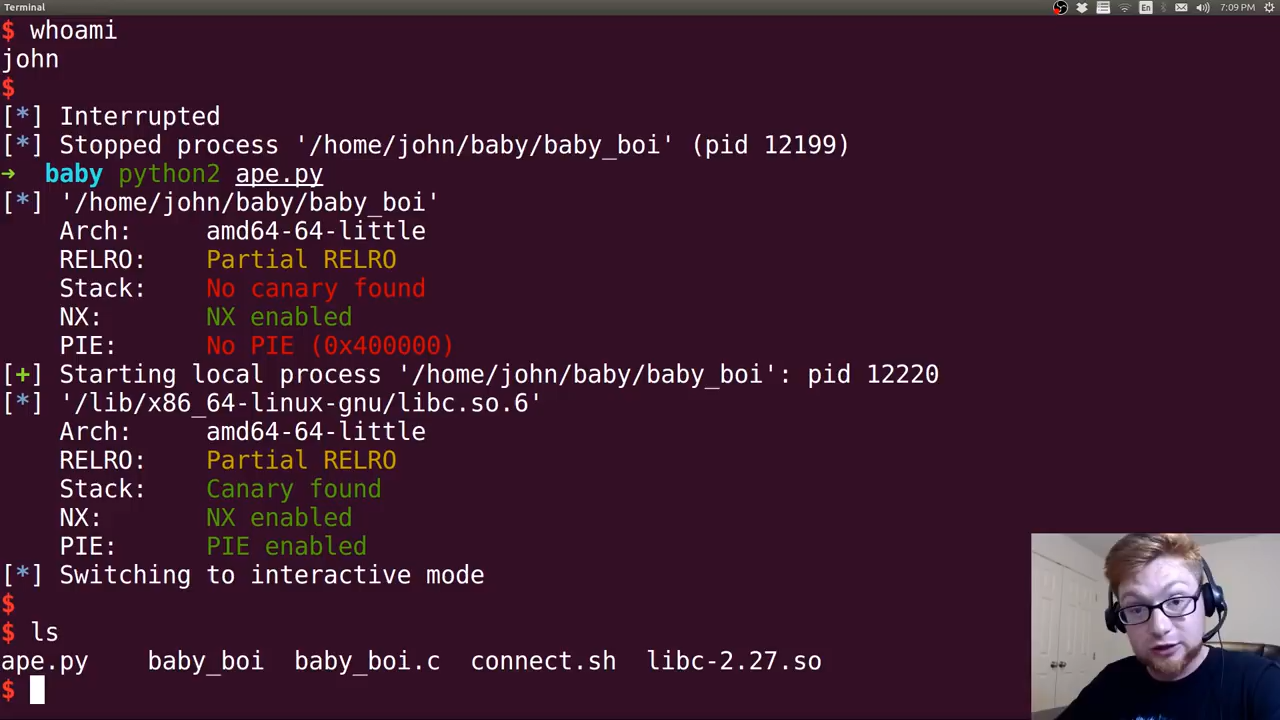 Terminal
En
7:09 PM
$ whoami
john
$
[*] Interrupted
[*] Stopped process '/home/john/baby/baby_boi' (pid 12199)
→ baby python2 ape.py
[*] '/home/john/baby/baby_boi'
Arch: amd64-64-little
RELRO: Partial RELRO
Stack: No canary found
NX: NX enabled
PIE: No PIE (0x400000)
[+] Starting local process '/home/john/baby/baby_boi': pid 12220
[*] '/lib/x86_64-linux-gnu/libc.so.6'
Arch: amd64-64-little
RELRO: Partial RELRO
Stack: Canary found
NX: NX enabled
PIE: PIE enabled
[*] Switching to interactive mode
$
$ ls
ape.py baby_boi baby_boi.c connect.sh libc-2.27.so
$